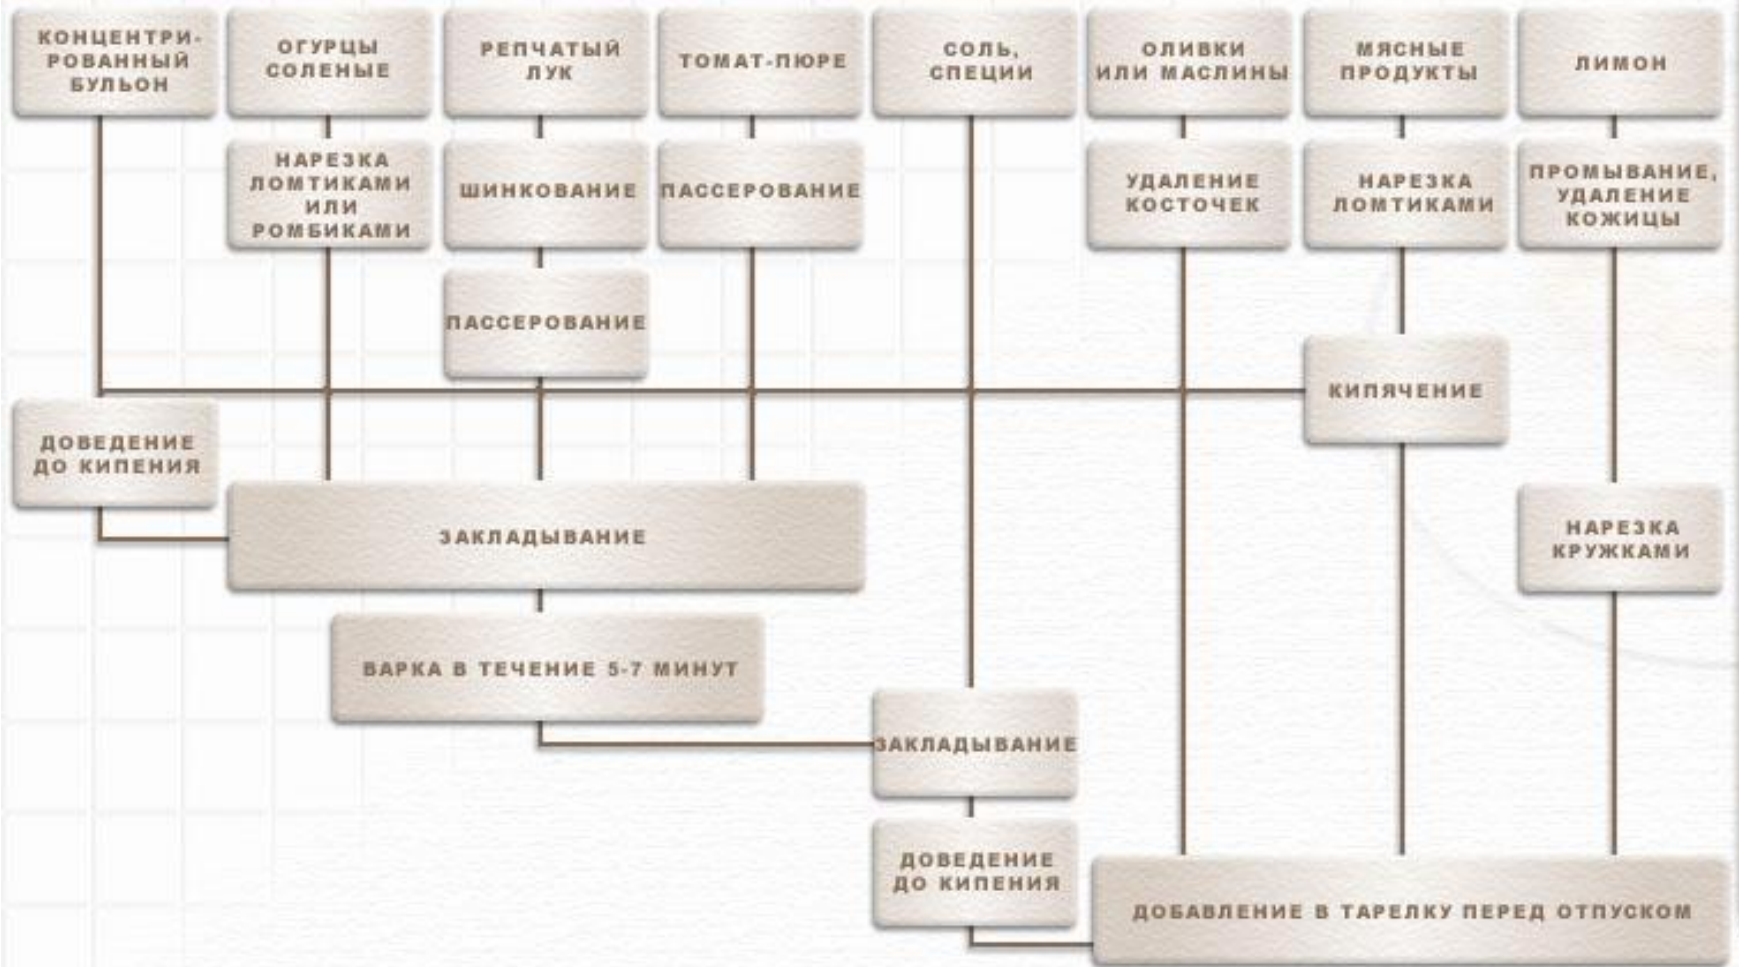 КОНЦЕНТРИ-
РОВАННЫЙ
БУЛЬОН
ОГУРЦЫ
СОЛЕНЫЕ
РЕПЧАТЫЙ
ЛУК
ТОМАТ-ПЮРЕ
СОЛЬ,
СПЕЦИИ
ОЛИВКИ
ИЛИ МАСЛИНЫ
МЯСНЫЕ
ПРОДУКТЫ
ЛИМОН
НАРЕЗКА
ЛОМТИКАМИ
ИЛИ
РОМБИКАМИ
ШИНКОВАНИЕ
ПАССЕРОВАНИЕ
УДАЛЕНИЕ
КОСТОЧЕК
НАРЕЗКА
ЛОМТИКАМИ
ПРОМЫВАНИЕ,
УДАЛЕНИЕ
КОЖИЦЫ
ПАССЕРОВАНИЕ
КИПЯЧЕНИЕ
ДОВЕДЕНИЕ
ДО КИПЕНИЯ
ЗАКЛАДЫВАНИЕ
НАРЕЗКА
КРУЖКАМИ
ВАРКА В ТЕЧЕНИЕ 5-7 МИНУТ
ЗАКЛАДЫВАНИЕ
ДОВЕДЕНИЕ
ДО КИПЕНИЯ
ДОБАВЛЕНИЕ В ТАРЕЛКУ ПЕРЕД ОТПУСКОМ